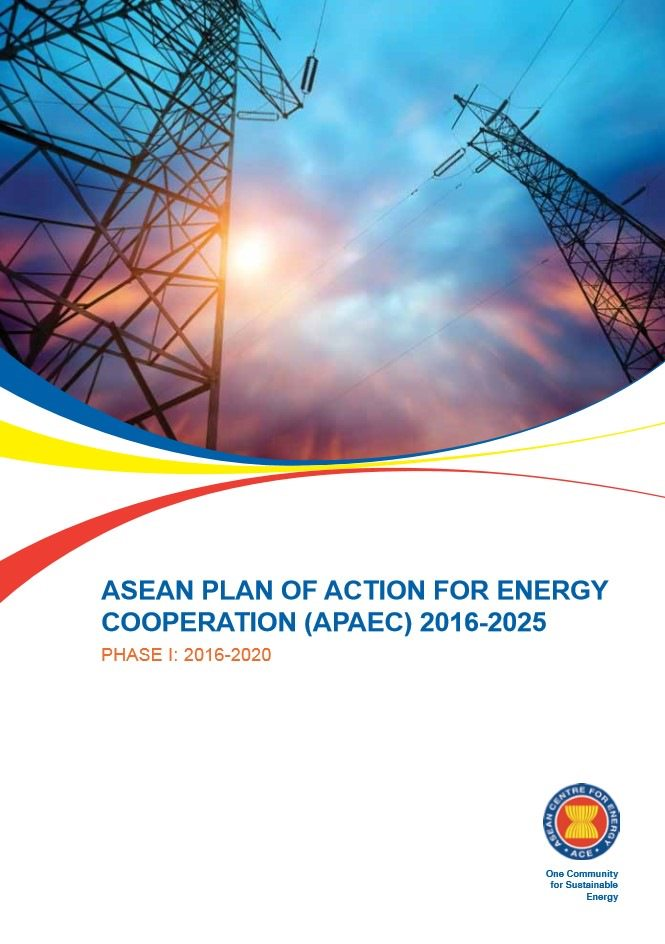 ASEAN PLAN OF ACTION FOR ENERGY
COOPERATION (APAEC) 2016-2025
PHASE I: 2016-2020
ASEAN CENTRE FOR ENERGY
• ACE •
One Community
for Sustainable
Energy